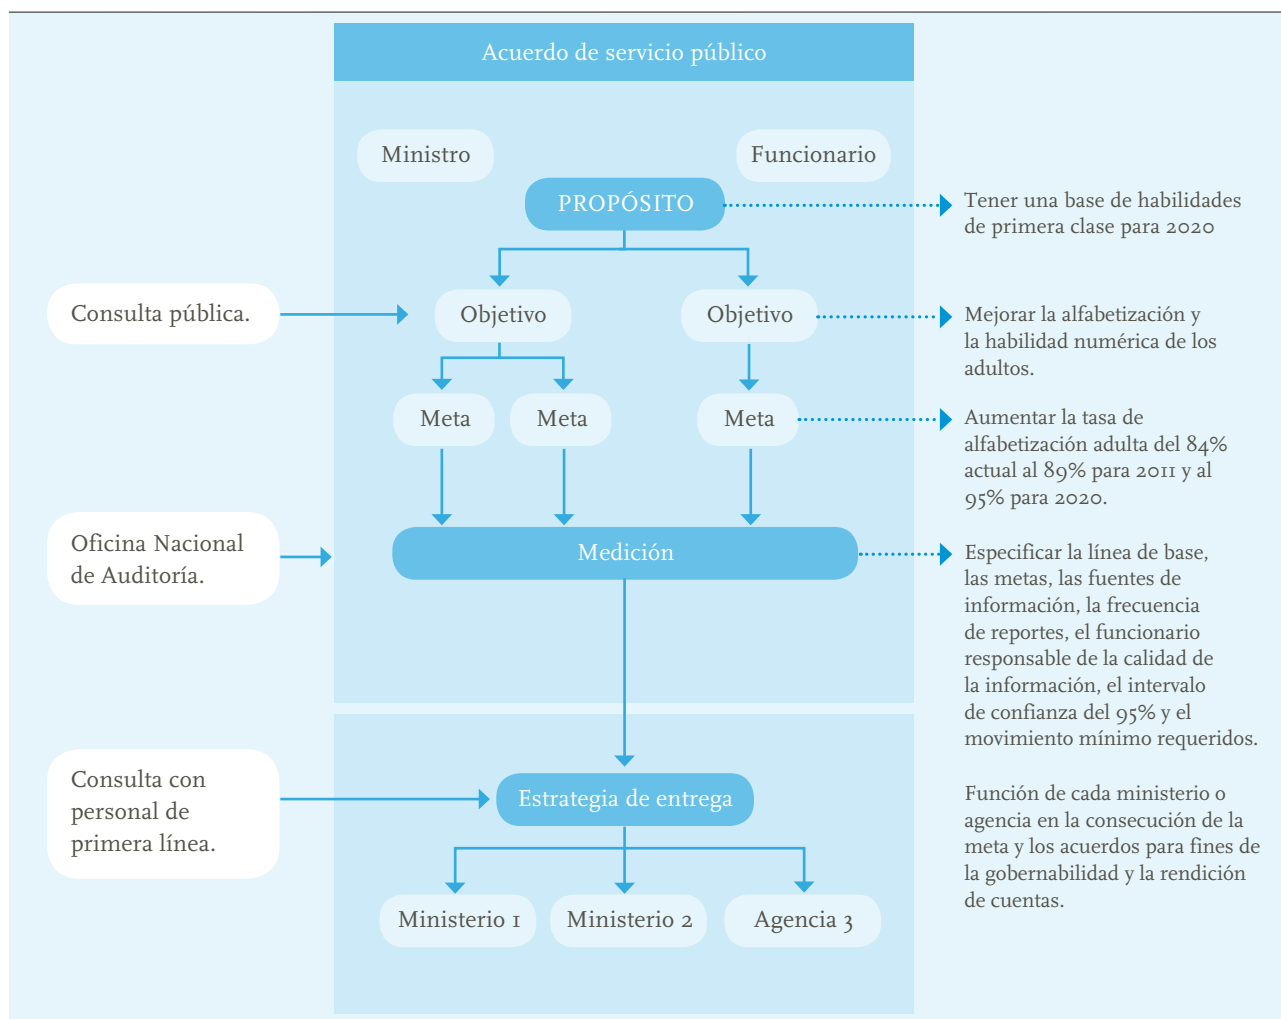 Acuerdo de servicio público
Ministro
Funcionario
PROPÓSITO
Tener una base de habilidades
de primera clase para 2020
Consulta pública.
Objetivo
Objetivo
Mejorar la alfabetización y
la habilidad numérica de los
adultos.
Meta
Meta
Meta
Aumentar la tasa de
alfabetización adulta del 84%
actual al 89% para 2011 y al
95% para 2020.
Oficina Nacional
de Auditoría.
Medición
Especificar la línea de base,
las metas, las fuentes de
información, la frecuencia
de reportes, el funcionario
responsable de la calidad de
la información, el intervalo
de confianza del 95% y el
movimiento mínimo requeridos.
Consulta con
personal de
primera línea.
Estrategia de entrega
Función de cada ministerio o
agencia en la consecución de la
meta y los acuerdos para fines de
la gobernabilidad y la rendición
de cuentas.
Ministerio 1
Ministerio 2
Agencia 3